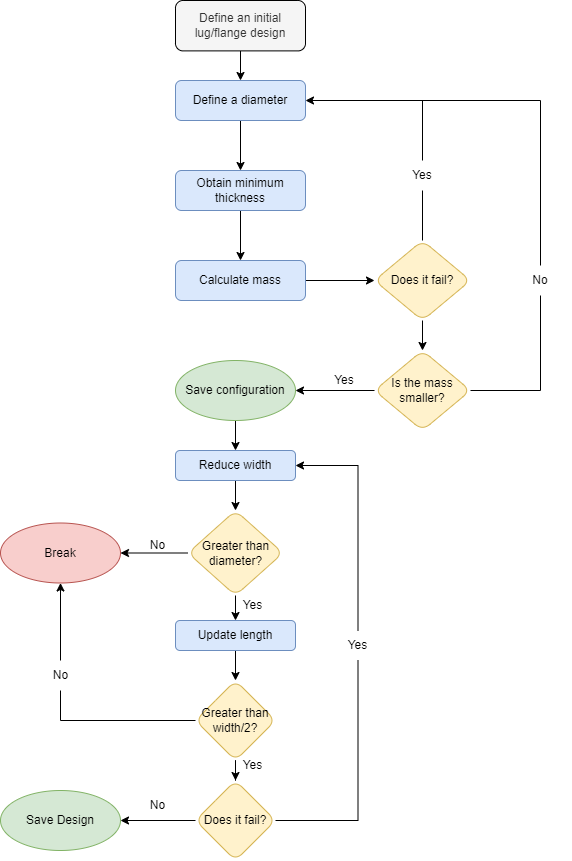 Define an initial
lug/flange design
Define a diameter
Yes
Obtain minimum
thickness
Calculate mass
Does it fail?
No
Save configuration
Yes
Is the mass
smaller?
Reduce width
Break
No
Greater than
diameter?
Yes
Update length
Yes
No
Greater than
width/2?
Yes
Save Design
No
Does it fail?